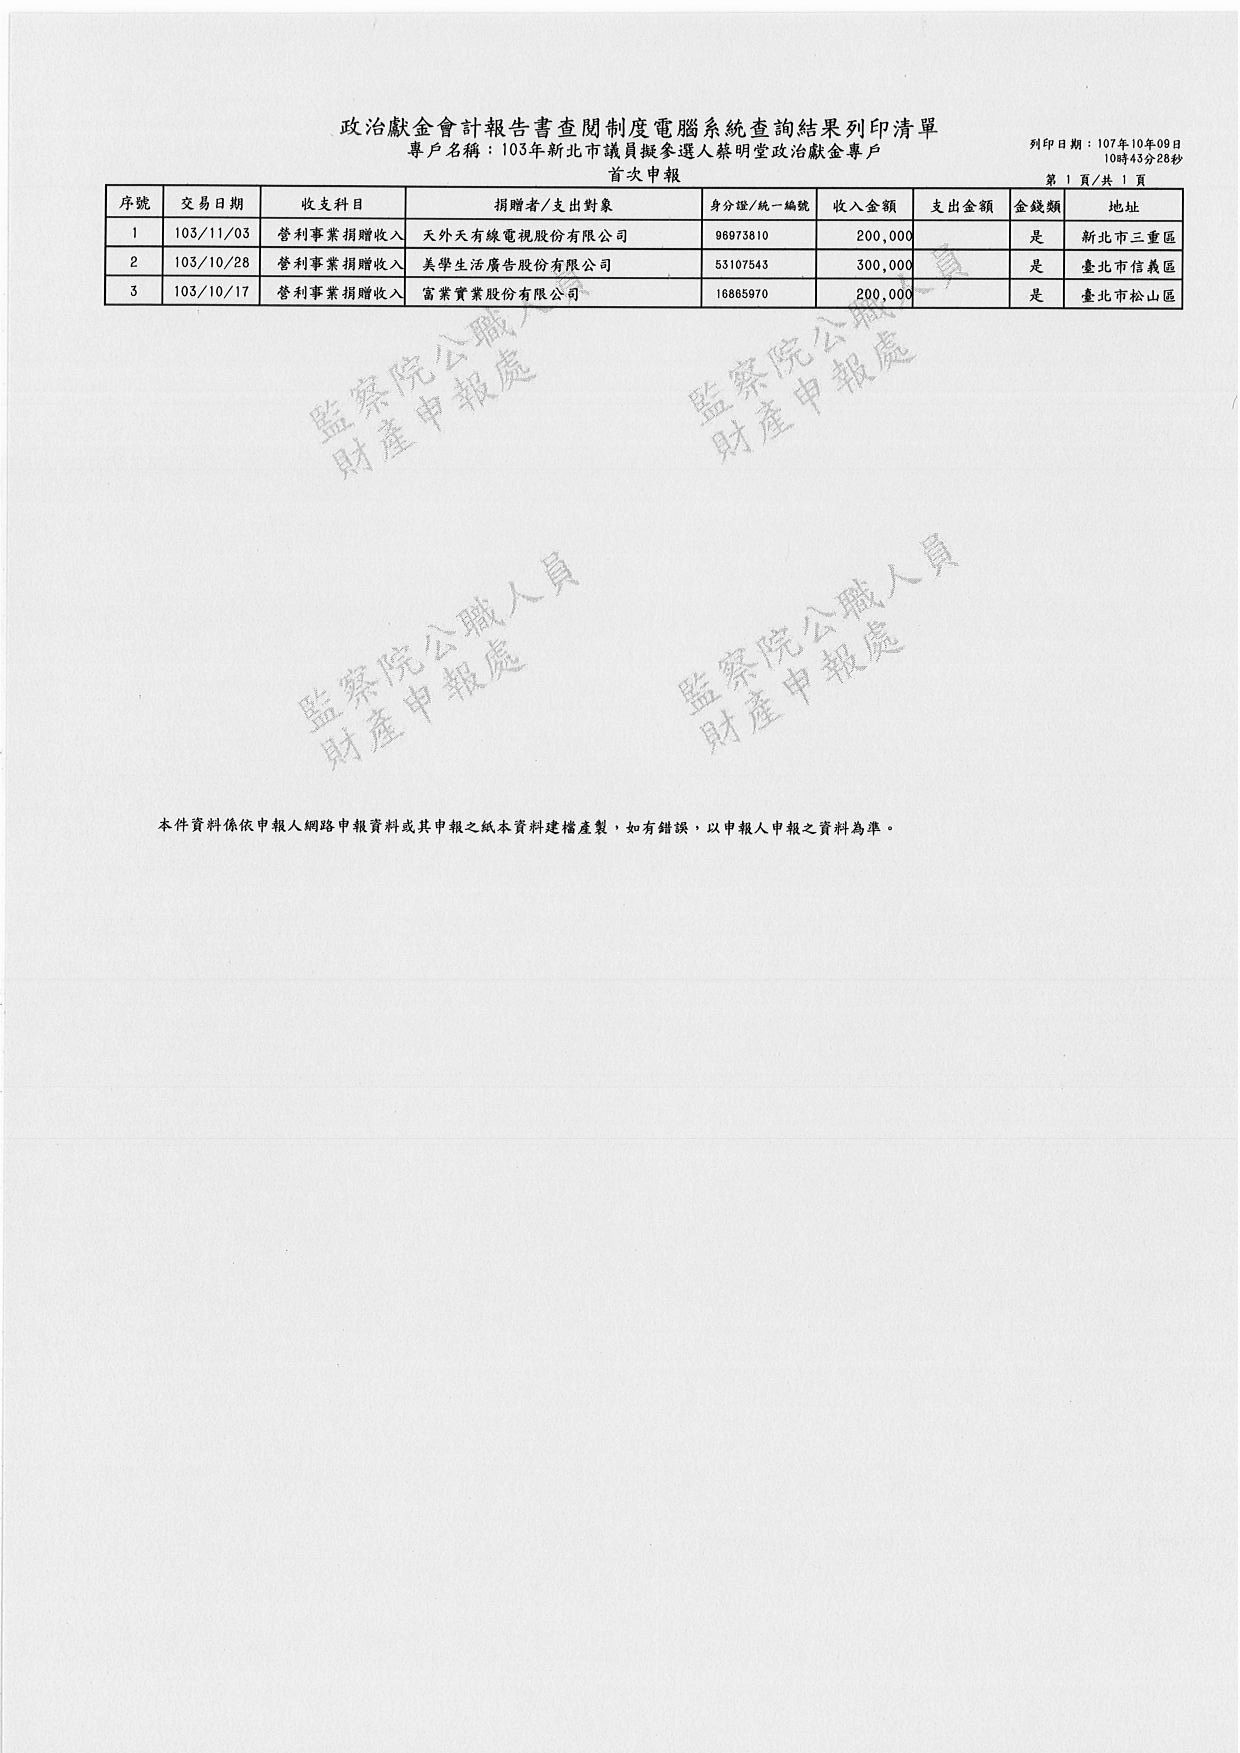 政治獻金會計報告書查閱制度電腦系統查詢結果列印清單
專戶名稱：103年新北市議員擬參選人蔡明堂政治獻金專戶
首次申報
列印日期：107年10年09日
10時43分28秒
第 1 頁/共 1 頁
序號 交易日期 收支科目 捐贈者/支出對象 身分證/統一編號 收入金額 支出金額 金錢類 地址
1 103/11/03 營利事業捐贈收入 天外天有線電視股份有限公司 96973810 200,000 是 新北市三重區
2 103/10/28 營利事業捐贈收入 美學生活廣告股份有限公司 53107543 300,000 是 臺北市信義區
3 103/10/17 營利事業捐贈收入 富業實業股份有限公司 16865970 200,000 是 臺北市松山區
監察院公職人員
財產申報處
監察院公職人員
財產申報處
監察院公職人員
財產申報處
監察院公職人員
財產申報處
本件資料係依申報人網路申報資料或其申報之紙本資料建檔產製，如有錯誤，以申報人申報之資料為準。